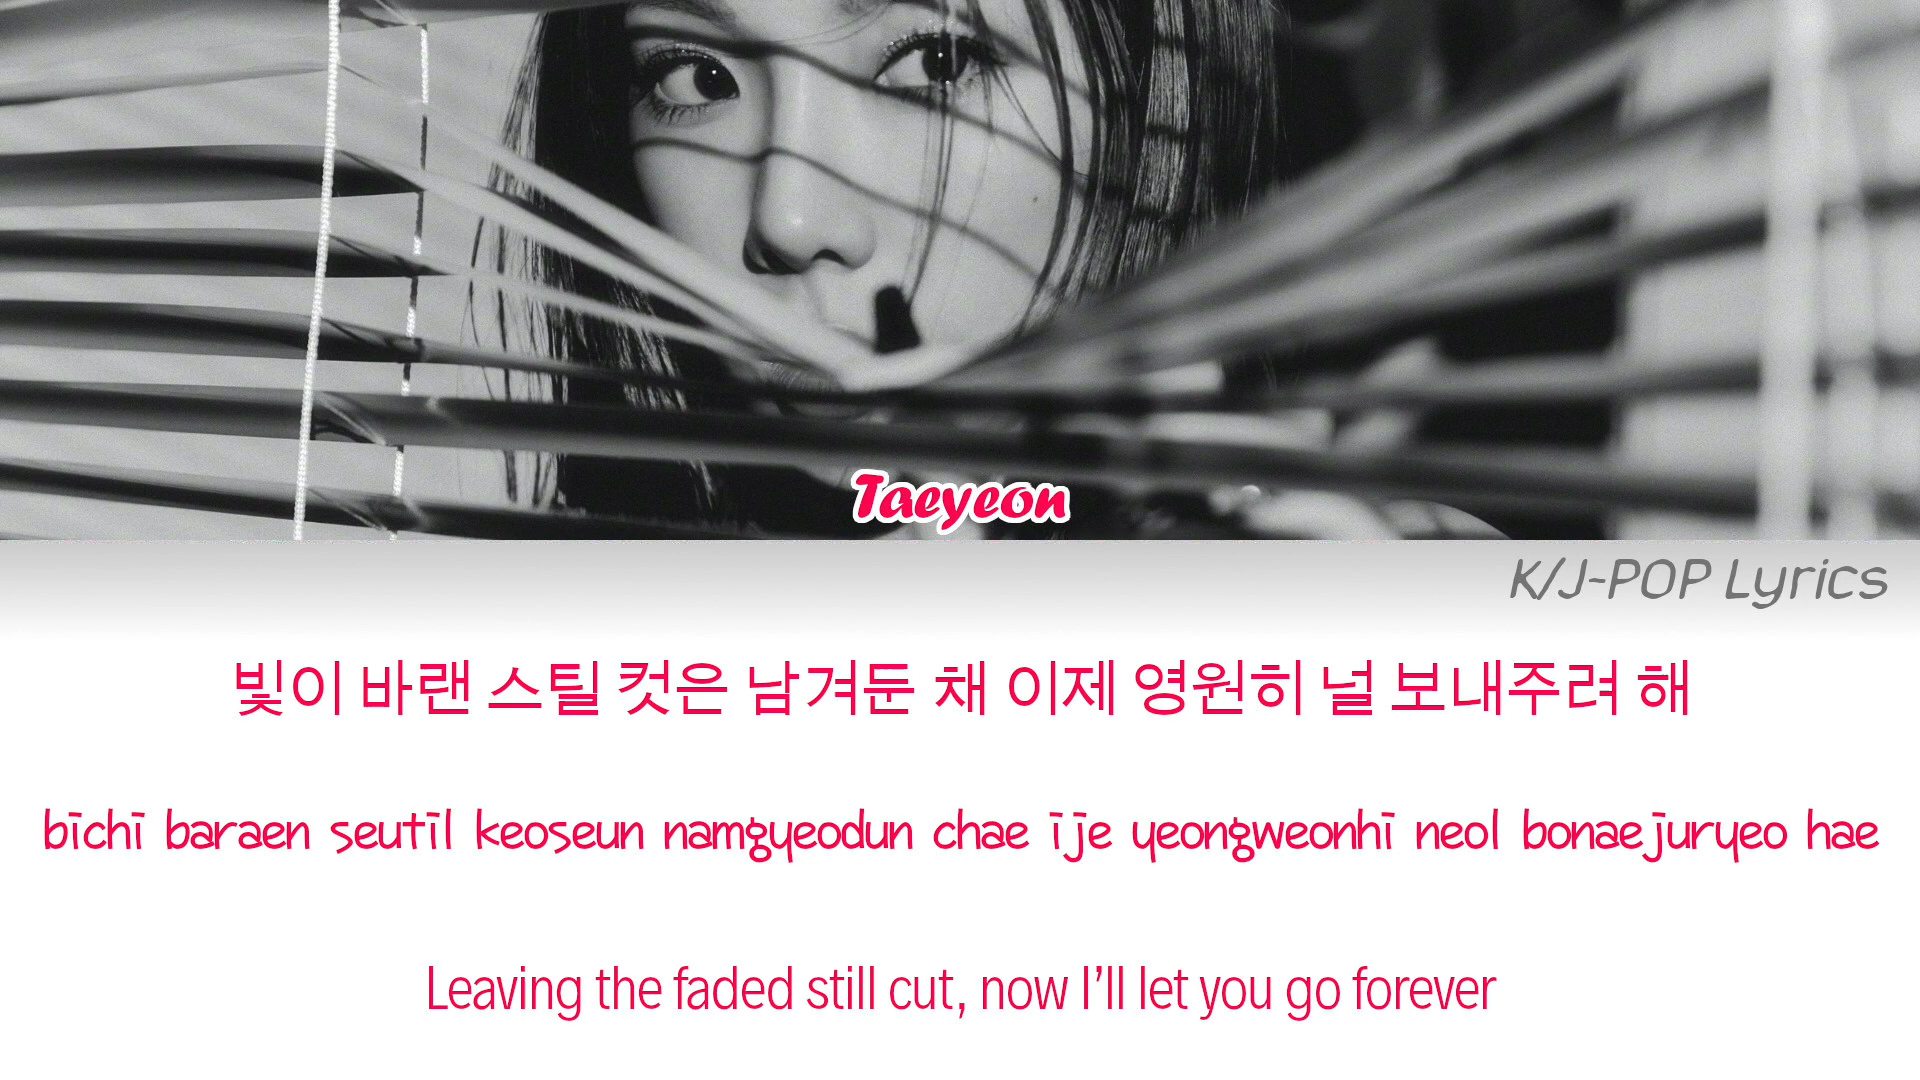 Taeyeon
K/J-POP Lyrics
빛이 바랜 스틸 컷은 남겨둔 채 이제 영원히 널 보내주려 해
bichi baraen seutil keoseun namgyeodun chae ije yeongweonhi neol bonaejuryeo hae
Leaving the faded still cut, now I’ll let you go forever